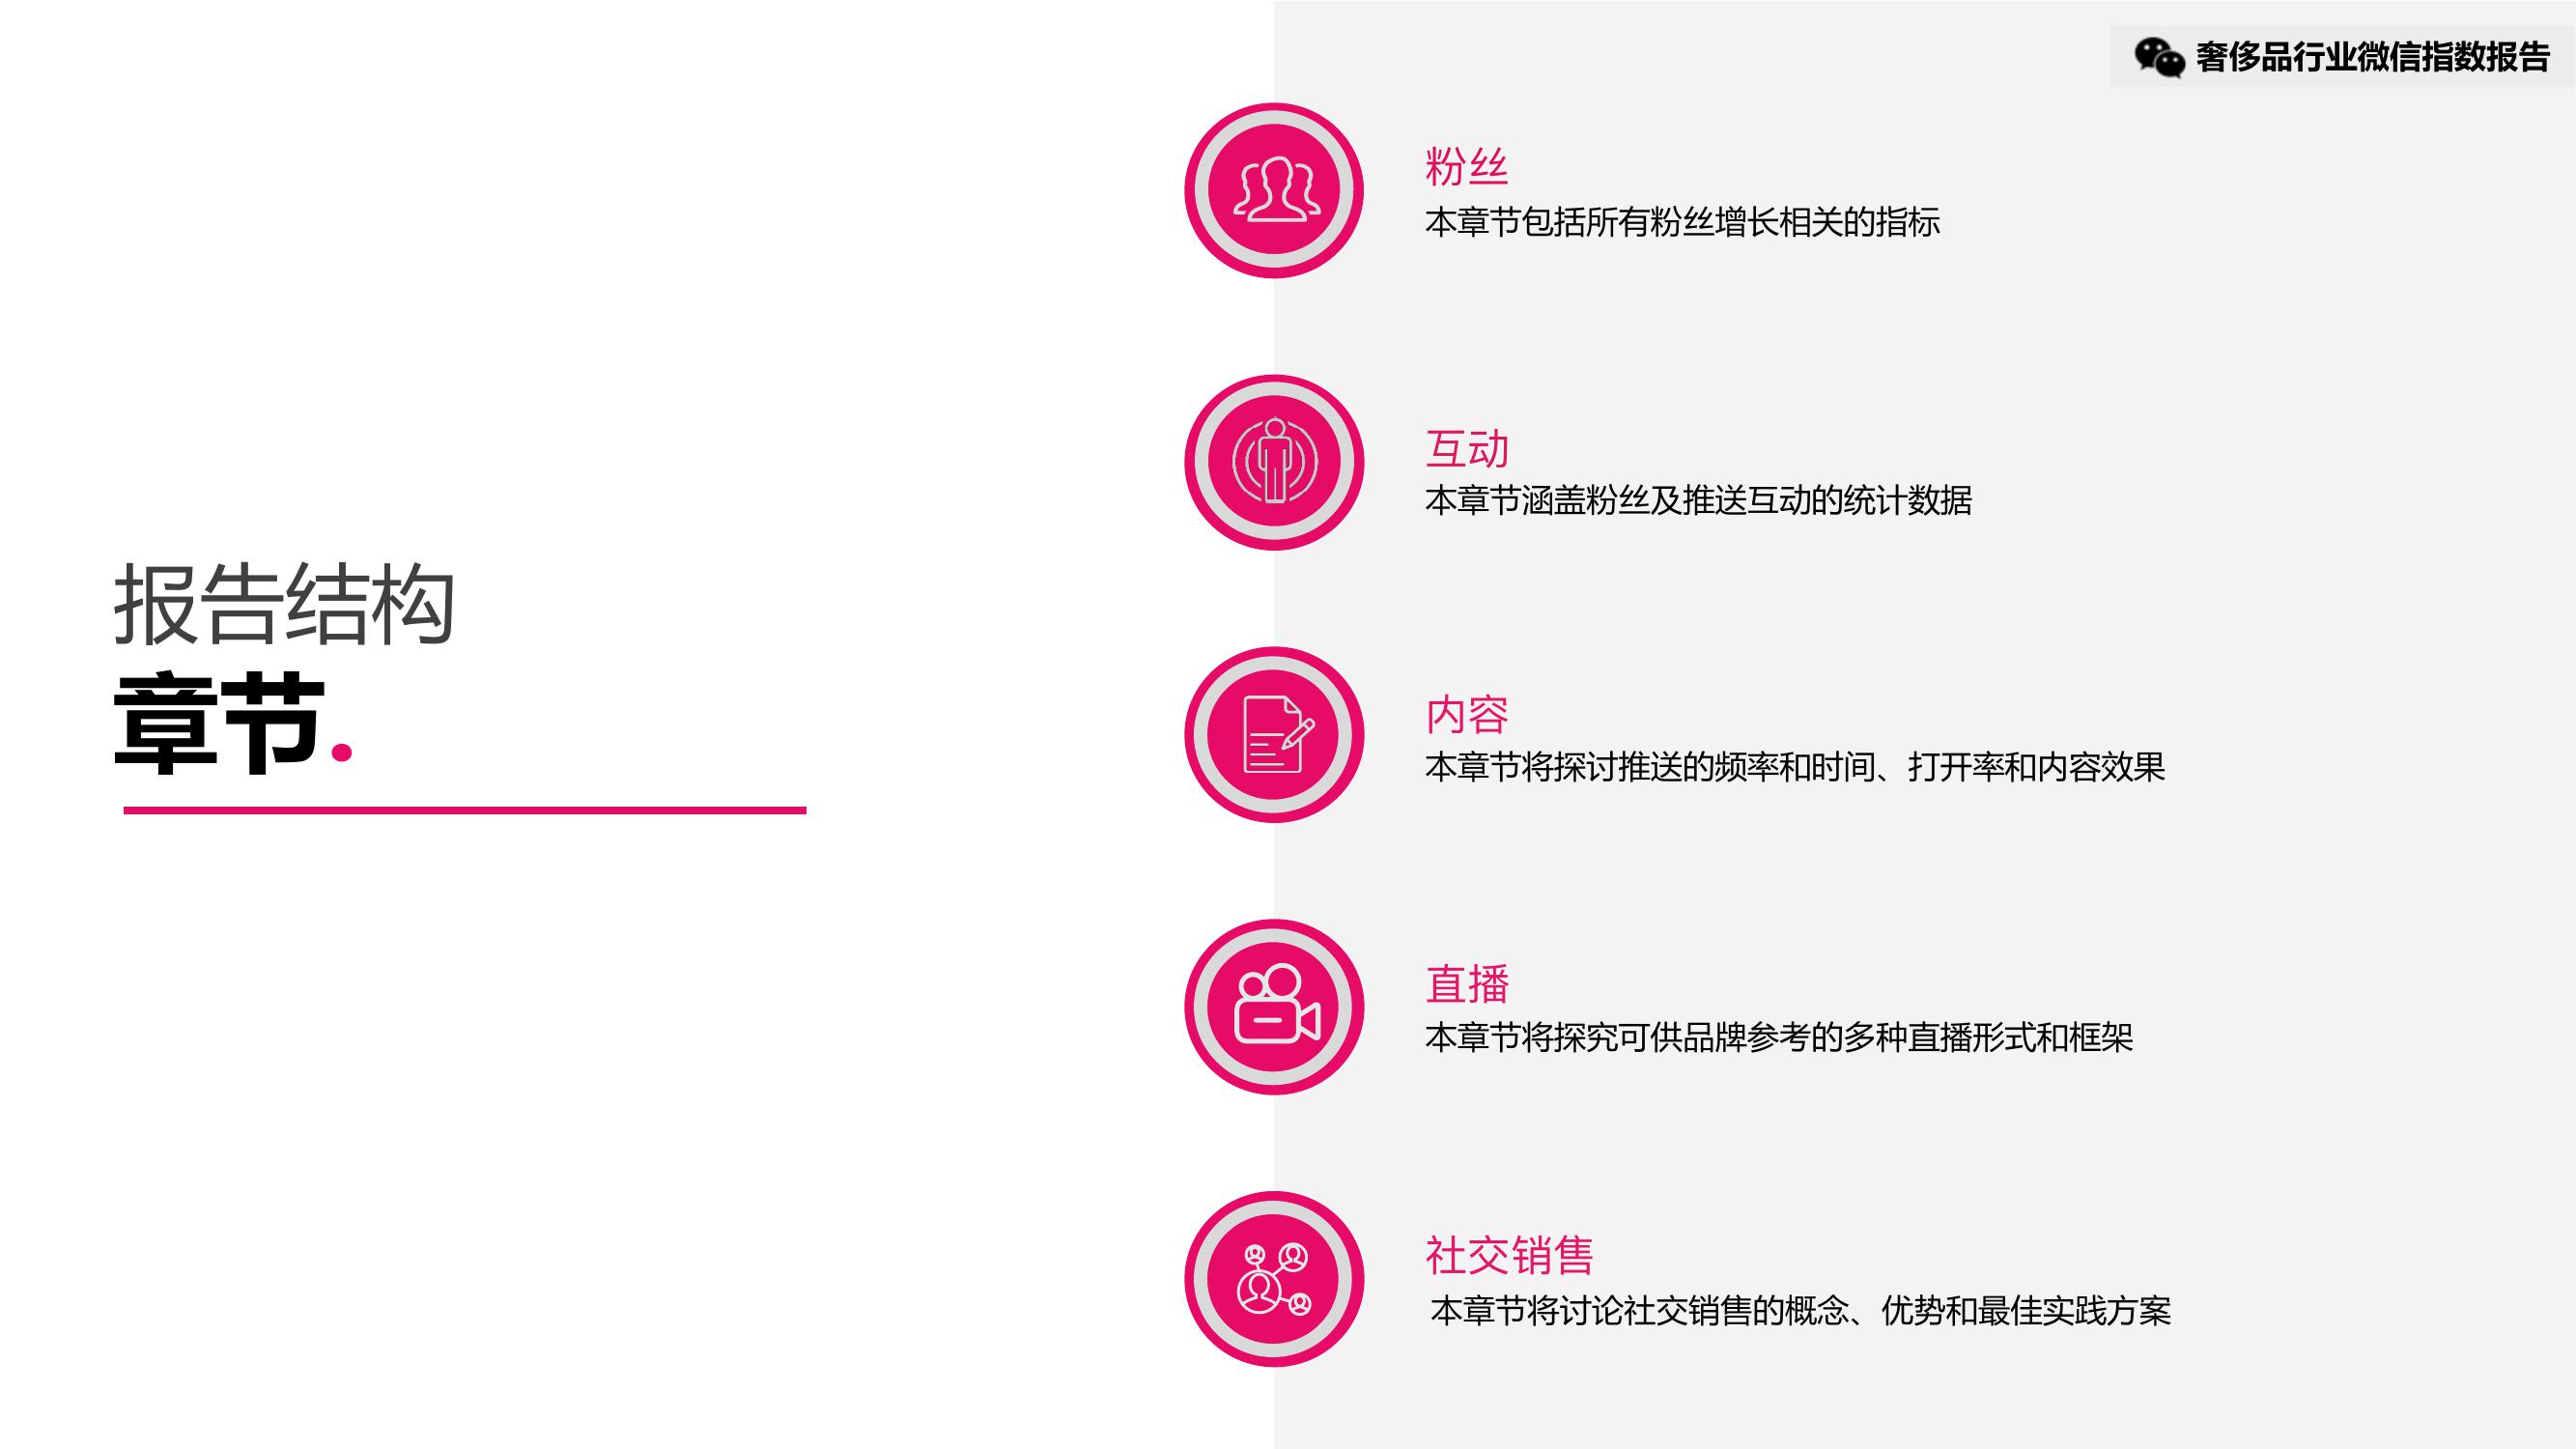 奢侈品行业微信指数报告
报告结构
章节.
粉丝
本章节包括所有粉丝增长相关的指标
互动
本章节涵盖粉丝及推送互动的统计数据
内容
本章节将探讨推送的频率和时间、打开率和内容效果
直播
本章节将探究可供品牌参考的多种直播形式和框架
社交销售
本章节将讨论社交销售的概念、优势和最佳实践方案